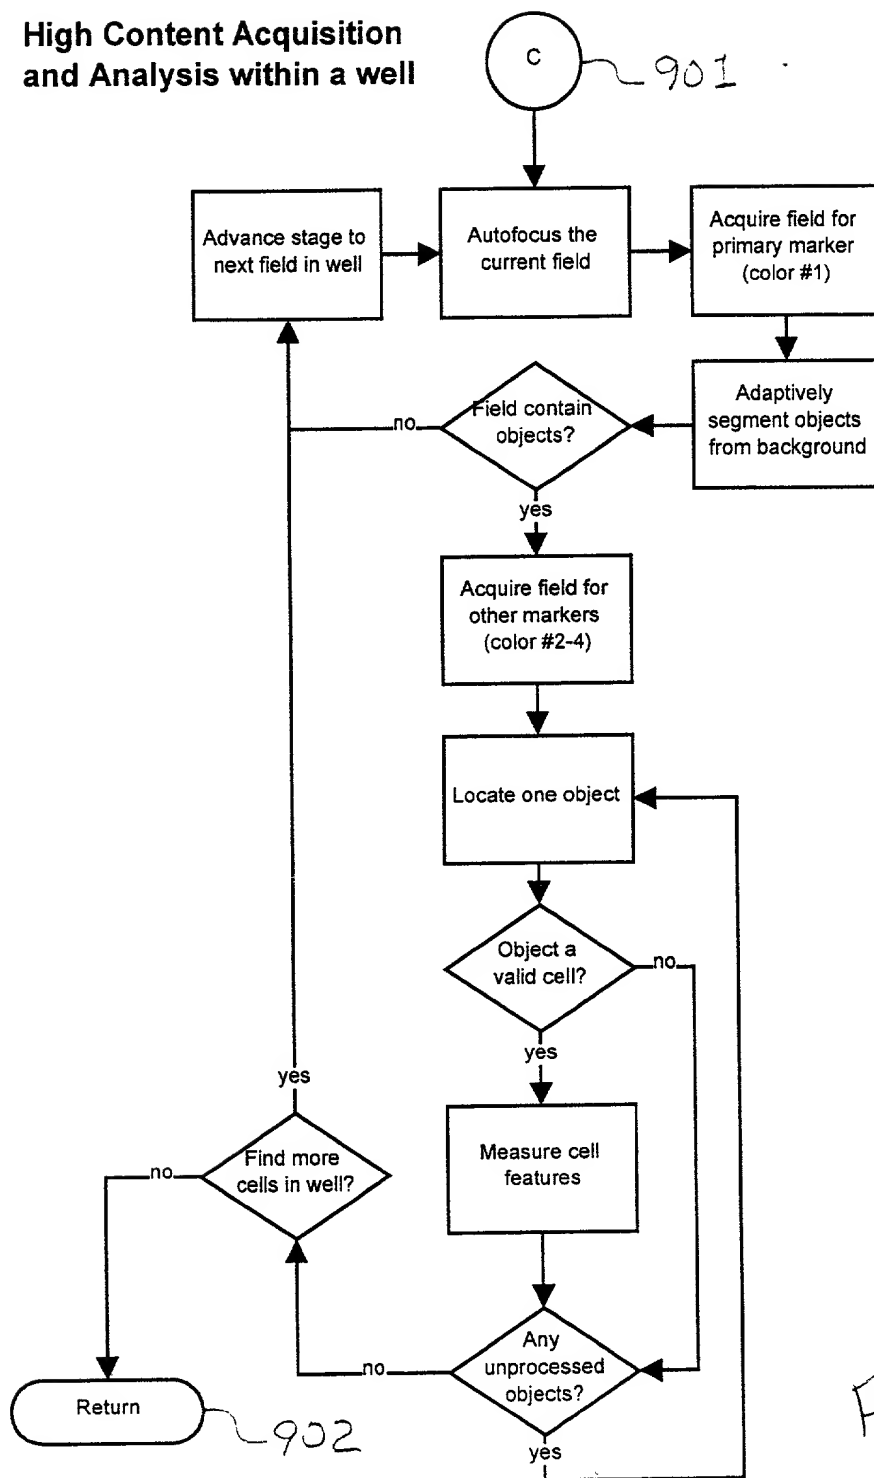 High Content Acquisition
and Analysis within a well
C
901
Advance stage to
next field in well
Autofocus the
current field
Acquire field for
primary marker
(color #1)
Adaptively
segment objects
from background
Field contain
objects?
no
yes
Acquire field for
other markers
(color #2-4)
Locate one object
Object a
valid cell?
no
yes
Measure cell
features
yes
Find more
cells in well?
no
Any
unprocessed
objects?
no
yes
Return
902
F